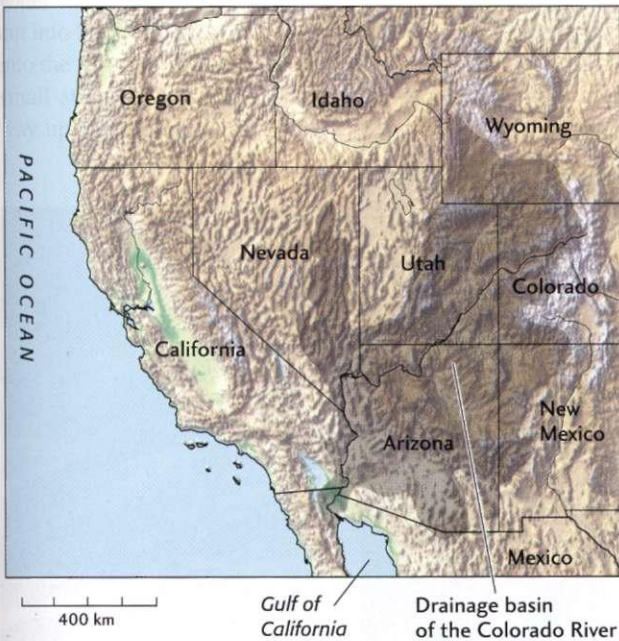 Oregon
Idaho
Wyoming
PACIFIC OCEAN
Nevada
Utah
Colorado
California
Arizona
New
Mexico
Mexico
400 km
Gulf of
California
Drainage basin
of the Colorado River